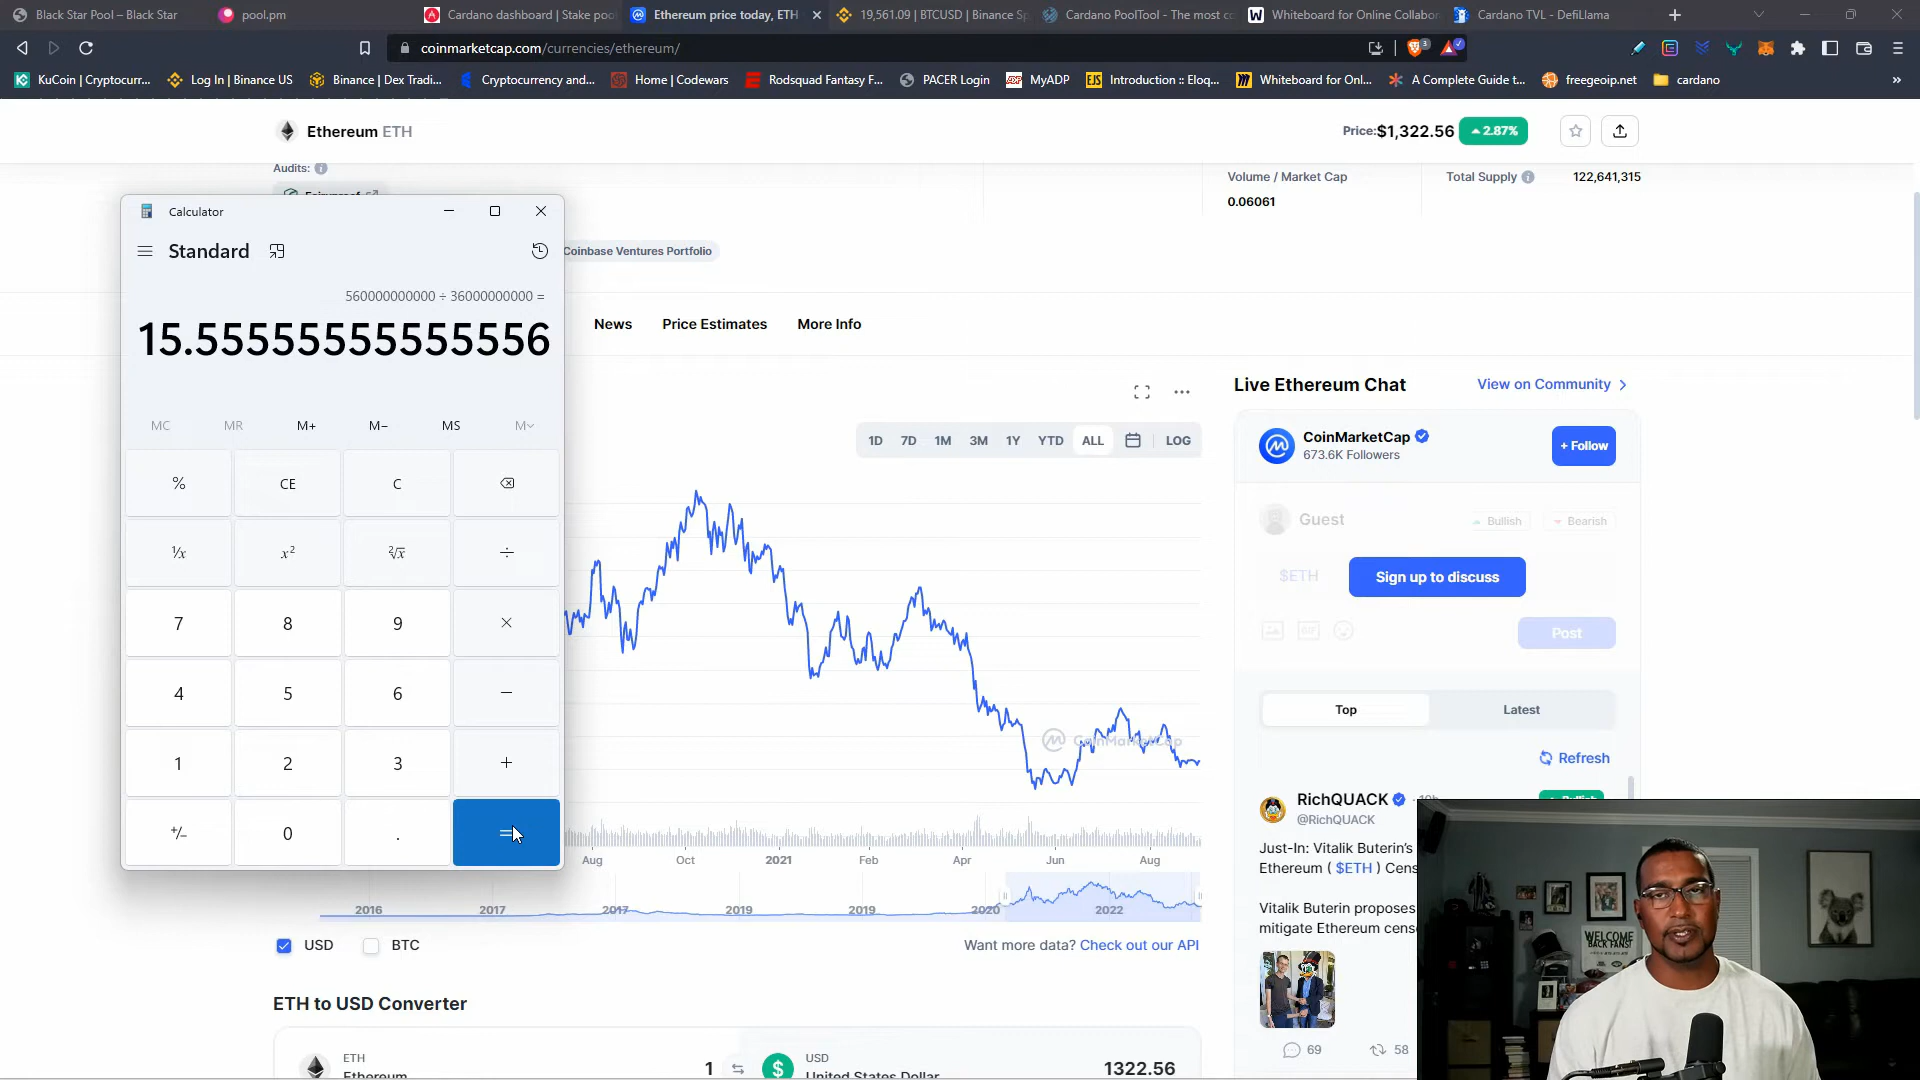 Black Star Pool – Black Star
pool.pm
Cardano dashboard | Stake poo
Ethereum price today, ETH
19,561.09 | BTCUSD | Binance Sp
Cardano PoolTool - The most co
Whiteboard for Online Collabor
Cardano TVL - DefiLlama
coinmarketcap.com/currencies/ethereum/
KuCoin | Cryptocurr...
Log In | Binance US
Binance | Dex Tradi...
Cryptocurrency and...
Home | Codewars
Rodsquad Fantasy F...
PACER Login
MyADP
Introduction :: Eloq...
Whiteboard for Onl...
A Complete Guide t...
freegeoip.net
cardano
Ethereum ETH
Price:$1,322.56
2.87%
Audits:
Volume / Market Cap
0.06061
Total Supply
122,641,315
Calculator
Standard
560000000000 ÷ 36000000000 =
15.55555555555556
MC MR M+ M− MS M
% CE C
¹/x x² ²√x ÷
7 8 9 ×
4 5 6 −
1 2 3 +
+/− 0 . =
Coinbase Ventures Portfolio
News
Price Estimates
More Info
1D 7D 1M 3M 1Y YTD ALL LOG
CoinMarketCap
Aug Oct 2021 Feb Apr Jun Aug
2016 2017 2017 2019 2019 2020 2022
USD
BTC
Want more data? Check out our API
ETH to USD Converter
ETH
Ethereum
1
USD
United States Dollar
1322.56
Live Ethereum Chat
View on Community
CoinMarketCap
673.6K Followers
+ Follow
Guest
Bullish
Bearish
$ETH
Sign up to discuss
GIF
Post
Top
Latest
Refresh
RichQUACK
@RichQUACK
Just-In: Vitalik Buterin's
Ethereum ( $ETH ) Cens
Vitalik Buterin proposes
mitigate Ethereum cens
69
58
WELCOME
BACK FANS!